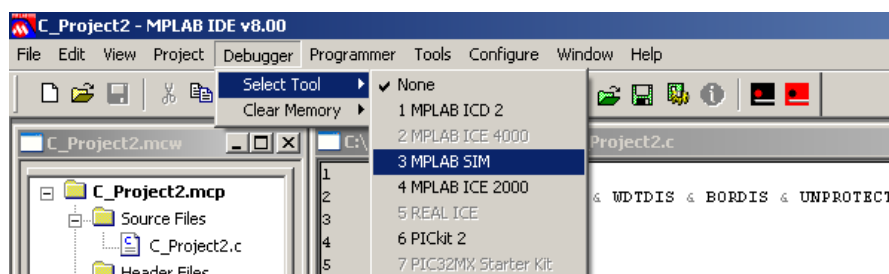 C_Project2 - MPLAB IDE v8.00
File Edit View Project Debugger Programmer Tools Configure Window Help
Select Tool
Clear Memory
None
1 MPLAB ICD 2
2 MPLAB ICE 4000
3 MPLAB SIM
4 MPLAB ICE 2000
5 REAL ICE
6 PICkit 2
7 PIC32MX Starter Kit
C_Project2.mcw
C:\
Project2.c
C_Project2.mcp
Source Files
C_Project2.c
Header Files
1
2 & WDTDIS & BORDIS & UNPROTECT
3
4
5